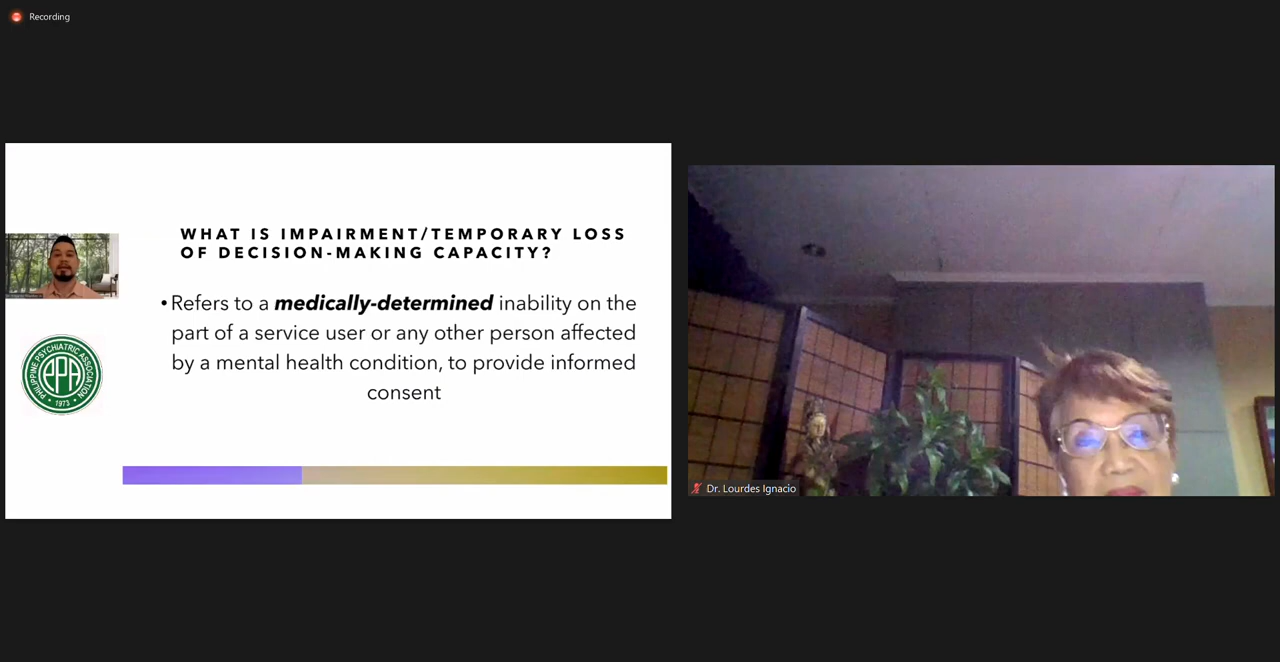 Recording
WHAT IS IMPAIRMENT/TEMPORARY LOSS
OF DECISION-MAKING CAPACITY?
• Refers to a medically-determined inability on the
part of a service user or any other person affected
by a mental health condition, to provide informed
consent
PHILIPPINE PSYCHIATRIC ASSOCIATION
PPA
• 1973 •
Dr. Lourdes Ignacio